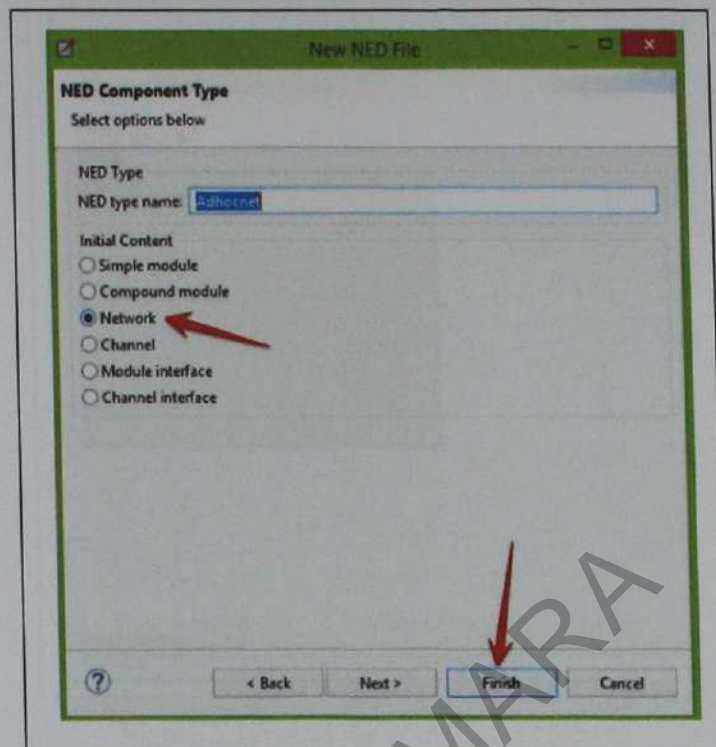 New NED File
NED Component Type
Select options below
NED Type
NED type name: Adhocnet
Initial Content
Simple module
Compound module
Network
Channel
Module interface
Channel interface
? < Back Next > Finish Cancel
MARA